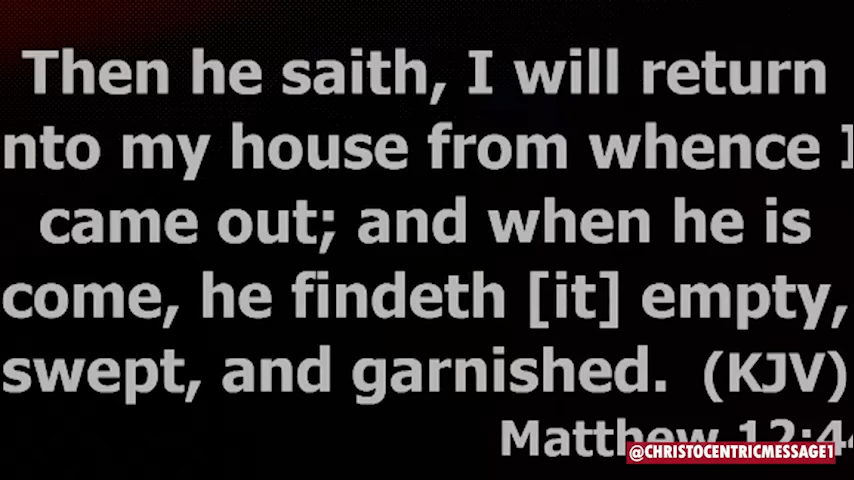 Then he saith, I will return
nto my house from whence I
came out; and when he is
come, he findeth [it] empty,
swept, and garnished. (KJV)
Matthew 12:44
@CHRISTOCENTRICMESSAGE1